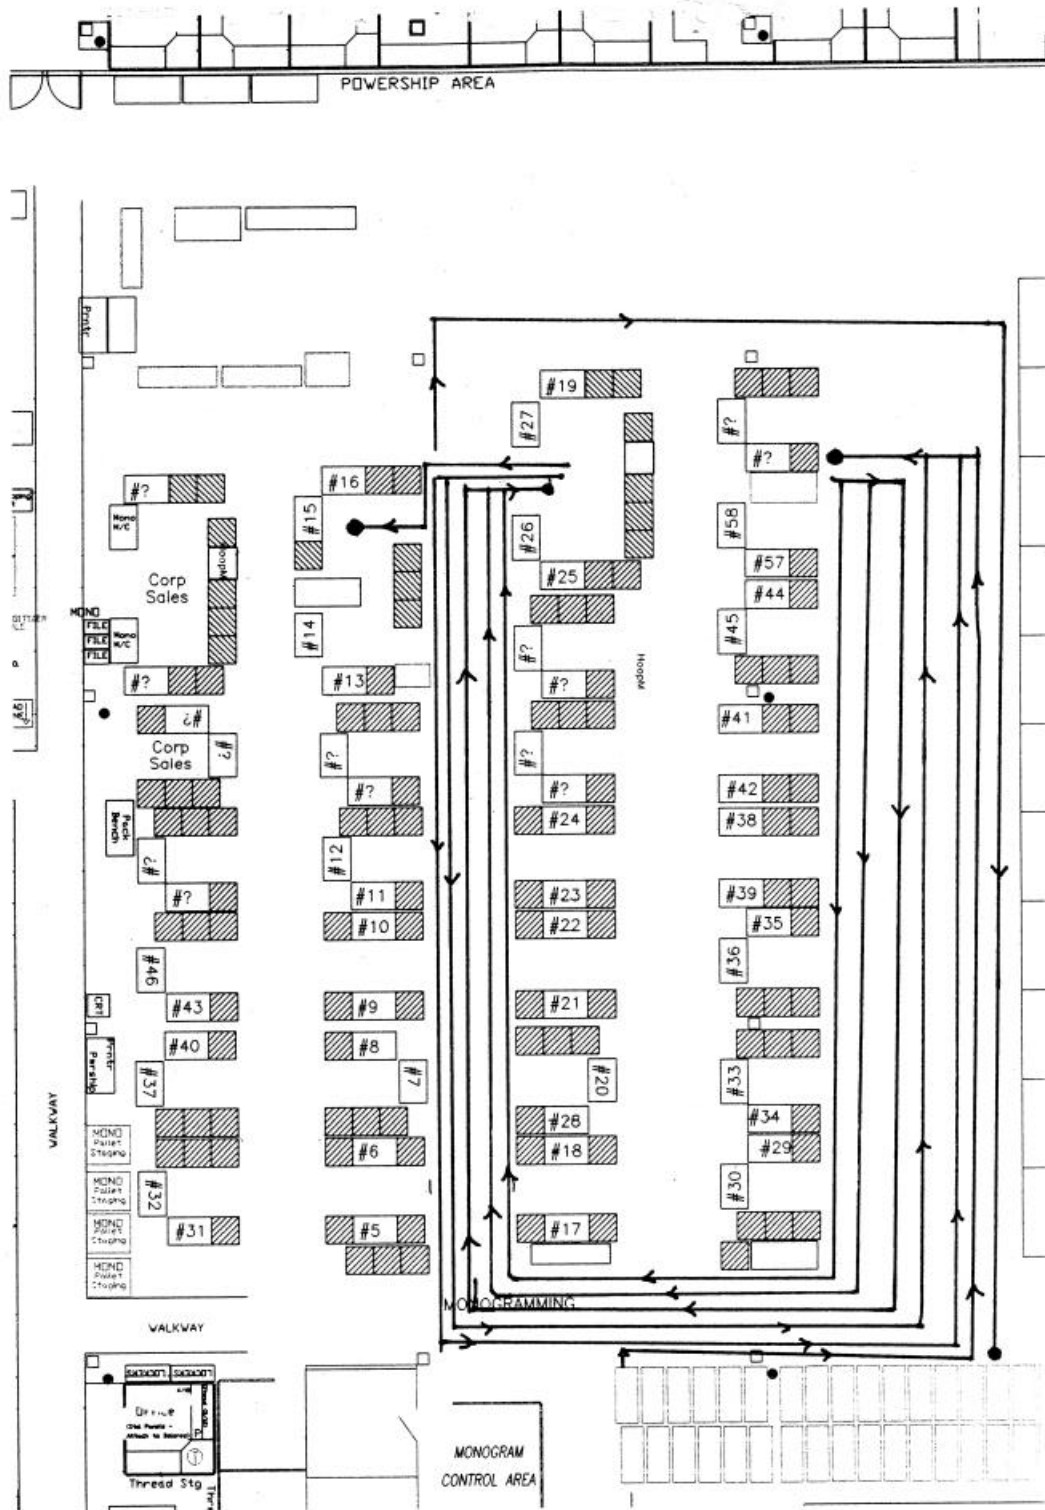 POWERSHIP AREA
Prntr
#19
#27
#?
#?
#16
#?
#15
Mono
M/C
#26
#58
HoopM
#57
#25
Corp
Sales
#44
MONO
FILE
FILE
FILE
Mono
M/C
#14
#45
#?
HoopM
#?
#13
#?
#?
#41
#?
#?
#?
Corp
Sales
#?
#?
#42
Pack
Bench
#24
#38
#12
#?
#?
#11
#23
#39
#10
#22
#35
#46
#36
CRT
#43
#9
#21
#40
#8
Prntr
Pership
#37
#7
#20
#33
WALKWAY
#28
#34
MONO
Pallet
Staging
#6
#18
#29
MONO
Pallet
Staging
#32
#30
MONO
Pallet
Staging
#31
#5
#17
MONO
Pallet
Staging
MONOGRAMMING
WALKWAY
LOCKERS
LOCKERS
Office
Thread Stg
MONOGRAM
CONTROL AREA